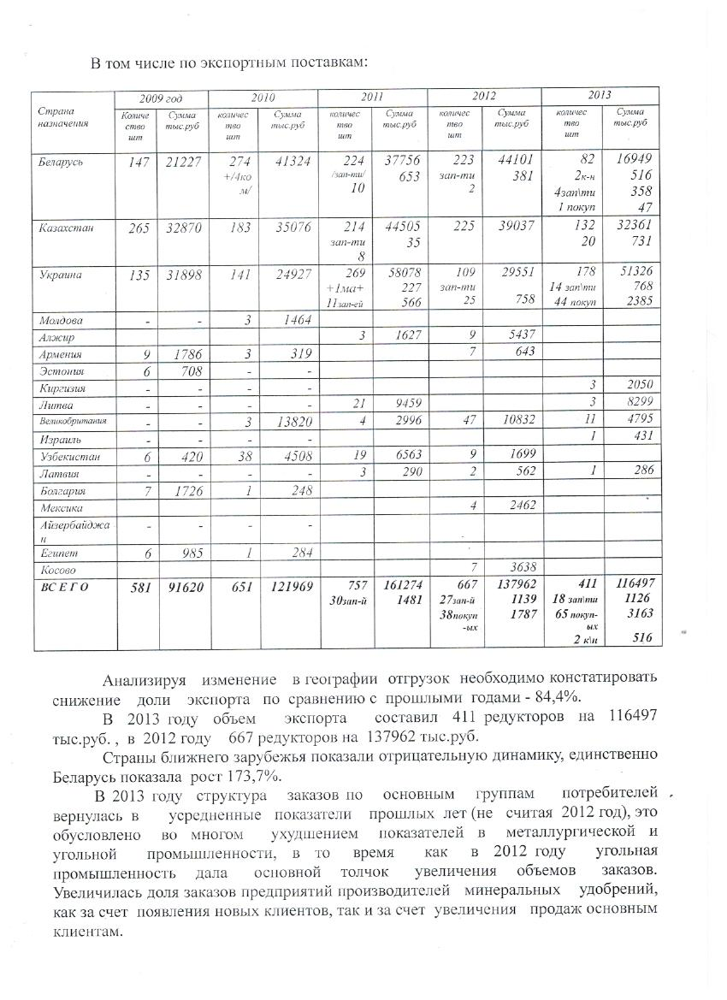 В том числе по экспортным поставкам:
Страна назначения | 2009 год | 2010 | 2011 | 2012 | 2013
Количе ство шт | Сумма тыс.руб | количес тво шт | Сумма тыс.руб | количес тво шт | Сумма тыс.руб | количес тво шт | Сумма тыс.руб | количес тво шт | Сумма тыс.руб
Беларусь | 147 | 21227 | 274 | 41324 | 224 | 37756 | 223 | 44101 | 82 | 16949
+/4ко | /зап-ти/ | 653 | зап-ти | 381 | 2к-н | 516
м/ | 10 | 2 | 4зап\ти | 358
1 покуп | 47
Казахстан | 265 | 32870 | 183 | 35076 | 214 | 44505 | 225 | 39037 | 132 | 32361
зап-ти | 35 | 20 | 731
8
Украина | 135 | 31898 | 141 | 24927 | 269 | 58078 | 109 | 29551 | 178 | 51326
+1ма+ | 227 | зап-ти | 14 зап\ти | 768
11зап-ей | 566 | 25 | 758 | 44 покуп | 2385
Молдова | - | - | 3 | 1464
Алжир | 3 | 1627 | 9 | 5437
Армения | 9 | 1786 | 3 | 319 | 7 | 643
Эстония | 6 | 708 | - | -
Киргизия | - | - | - | - | 3 | 2050
Литва | - | - | - | - | 21 | 9459 | 3 | 8299
Великобритания | - | - | 3 | 13820 | 4 | 2996 | 47 | 10832 | 11 | 4795
Израиль | - | - | - | - | 1 | 431
Узбекистан | 6 | 420 | 38 | 4508 | 19 | 6563 | 9 | 1699
Латвия | - | - | - | - | 3 | 290 | 2 | 562 | 1 | 286
Болгария | 7 | 1726 | 1 | 248
Мексика | 4 | 2462
Айзербайджа | - | - | - | -
н
Египет | 6 | 985 | 1 | 284
Косово | 7 | 3638
ВСЕГО | 581 | 91620 | 651 | 121969 | 757 | 161274 | 667 | 137962 | 411 | 116497
30зап-й | 1481 | 27зап-й | 1139 | 18 зап\ти | 1126
38покуп | 1787 | 65 покуп- | 3163
-ых | ых
2 к\н | 516
Анализируя изменение в географии отгрузок необходимо констатировать
снижение доли экспорта по сравнению с прошлыми годами - 84,4%.
В 2013 году объем экспорта составил 411 редукторов на 116497
тыс.руб. , в 2012 году 667 редукторов на 137962 тыс.руб.
Страны ближнего зарубежья показали отрицательную динамику, единственно
Беларусь показала рост 173,7%.
В 2013 году структура заказов по основным группам потребителей
вернулась в усредненные показатели прошлых лет (не считая 2012 год), это
обусловлено во многом ухудшением показателей в металлургической и
угольной промышленности, в то время как в 2012 году угольная
промышленность дала основной толчок увеличения объемов заказов.
Увеличилась доля заказов предприятий производителей минеральных удобрений,
как за счет появления новых клиентов, так и за счет увеличения продаж основным
клиентам.